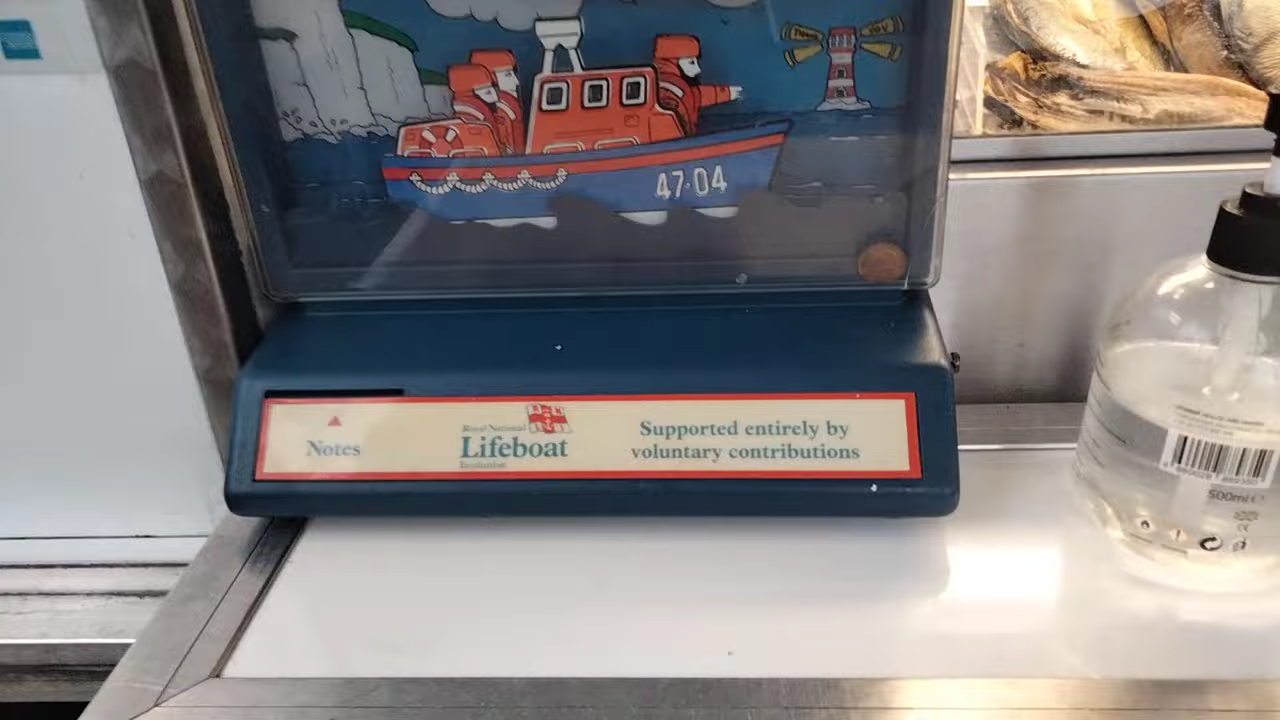 47-04
Notes
Royal National
Lifeboat
Institution
Supported entirely by
voluntary contributions
500ml e